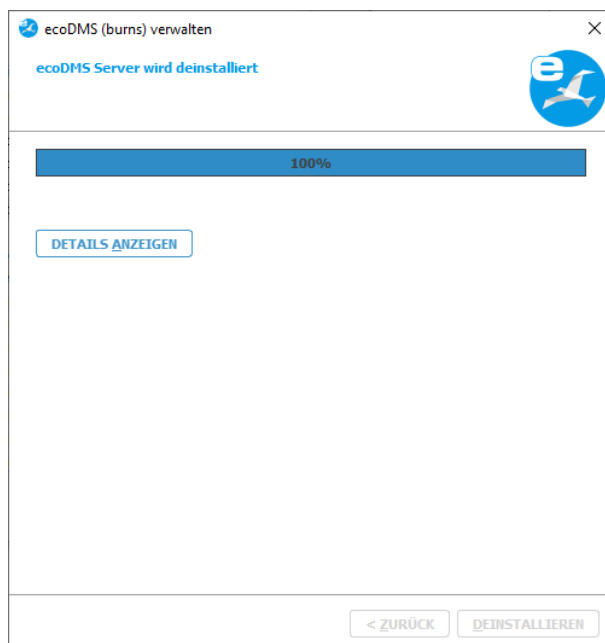 ecoDMS (burns) verwalten
ecoDMS Server wird deinstalliert
e
100%
DETAILS ANZEIGEN
< ZURÜCK DEINSTALLIEREN